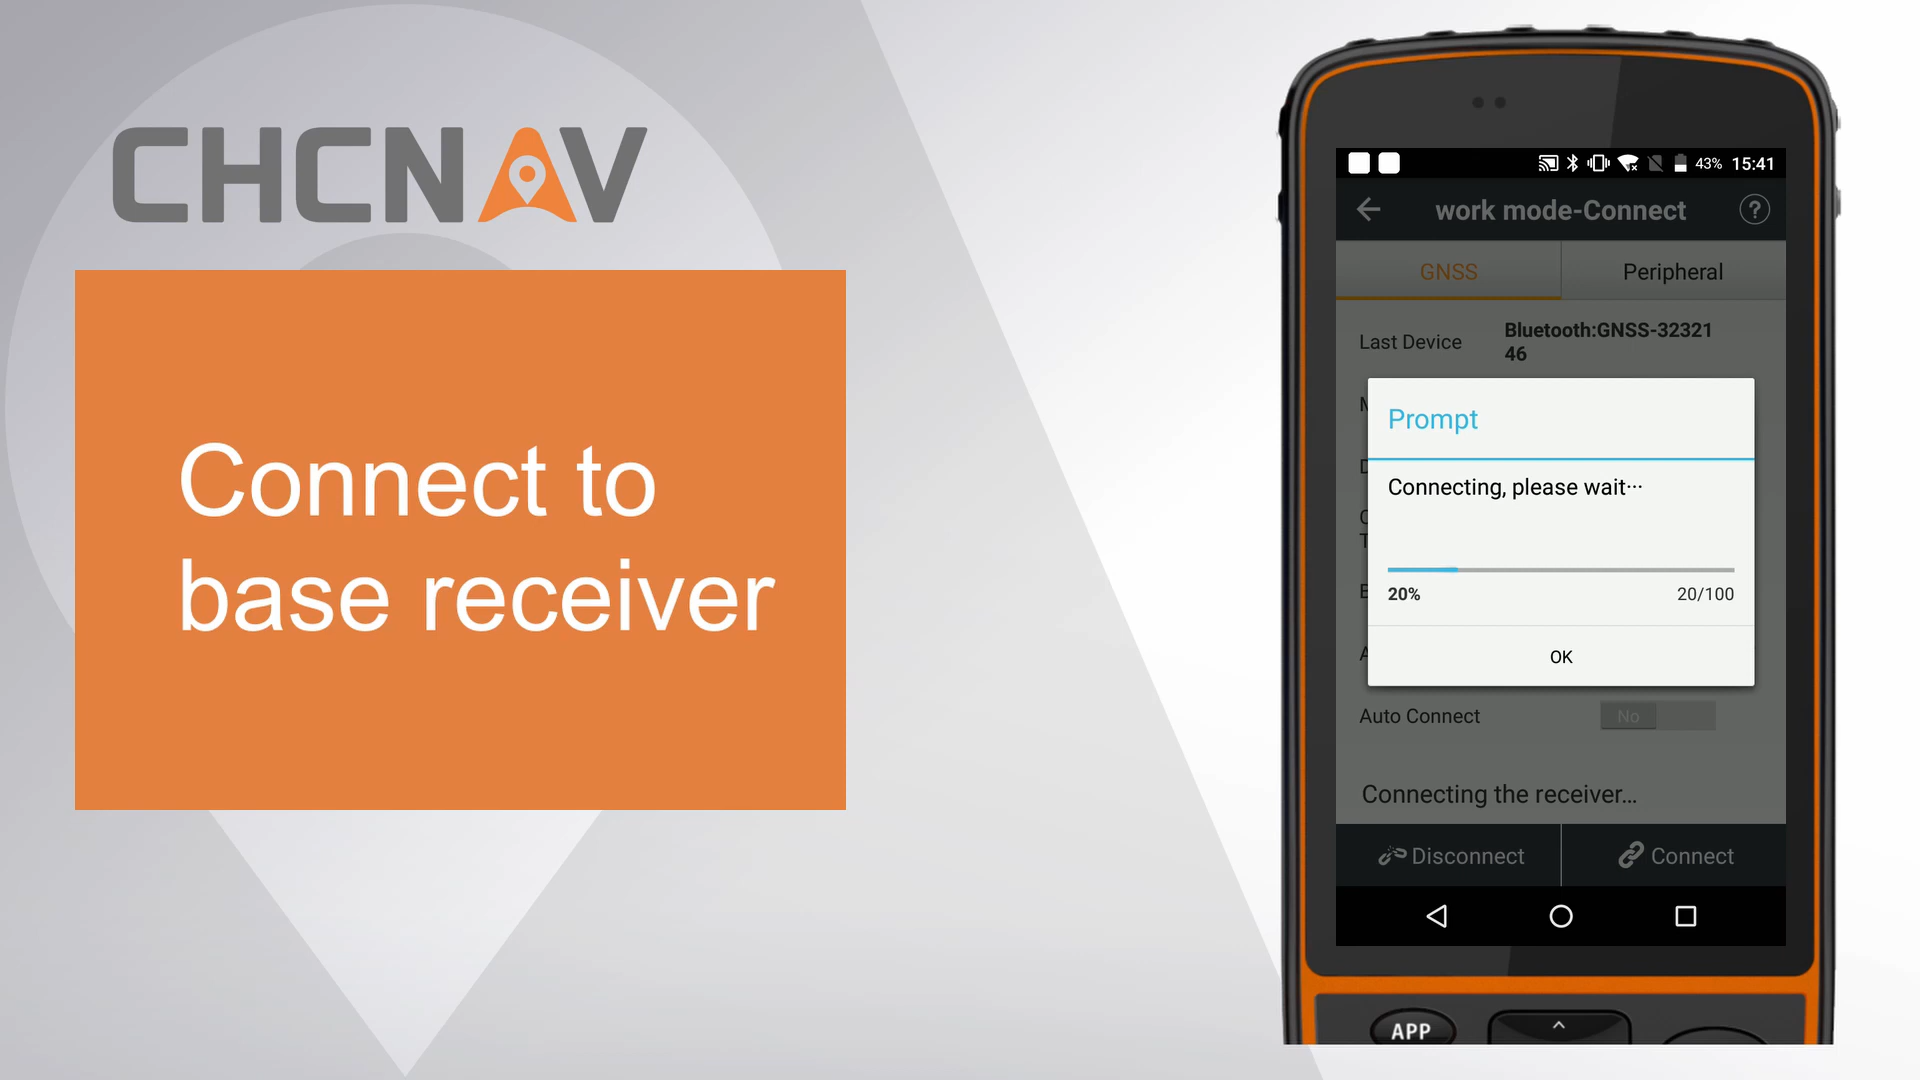 CHCNAV
Connect to
base receiver
43% 15:41
work mode-Connect
?
GNSS
Peripheral
Last Device
Bluetooth:GNSS-32321
46
Prompt
Connecting, please wait···
20%
20/100
OK
Auto Connect
No
Connecting the receiver...
Disconnect
Connect
APP